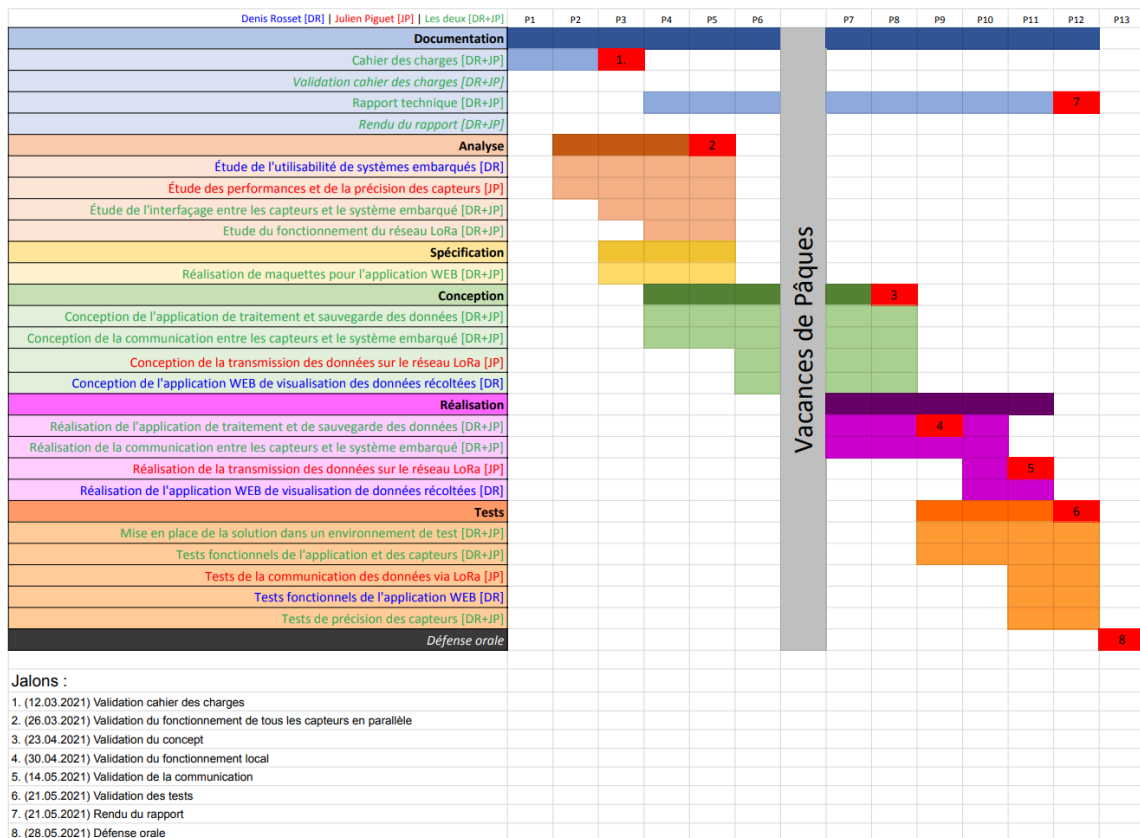 Denis Rosset [DR] | Julien Piguet [JP] | Les deux [DR+JP] P1 P2 P3 P4 P5 P6 P7 P8 P9 P10 P11 P12 P13
Documentation
Cahier des charges [DR+JP] 1.
Validation cahier des charges [DR+JP]
Rapport technique [DR+JP] 7
Rendu du rapport [DR+JP]
Analyse 2
Étude de l'utilisabilité de systèmes embarqués [DR]
Étude des performances et de la précision des capteurs [JP]
Étude de l'interfaçage entre les capteurs et le système embarqué [DR+JP]
Etude du fonctionnement du réseau LoRa [DR+JP]
Spécification
Réalisation de maquettes pour l'application WEB [DR+JP]
Conception 3
Conception de l'application de traitement et sauvegarde des données [DR+JP]
Conception de la communication entre les capteurs et le système embarqué [DR+JP]
Conception de la transmission des données sur le réseau LoRa [JP]
Conception de l'application WEB de visualisation des données récoltées [DR]
Réalisation
Réalisation de l'application de traitement et de sauvegarde des données [DR+JP] 4
Réalisation de la communication entre les capteurs et le système embarqué [DR+JP]
Réalisation de la transmission des données sur le réseau LoRa [JP] 5
Réalisation de l'application WEB de visualisation de données récoltées [DR]
Tests 6
Mise en place de la solution dans un environnement de test [DR+JP]
Tests fonctionnels de l'application et des capteurs [DR+JP]
Tests de la communication des données via LoRa [JP]
Tests fonctionnels de l'application WEB [DR]
Tests de précision des capteurs [DR+JP]
Défense orale 8
Vacances de Pâques
Jalons :
1. (12.03.2021) Validation cahier des charges
2. (26.03.2021) Validation du fonctionnement de tous les capteurs en parallèle
3. (23.04.2021) Validation du concept
4. (30.04.2021) Validation du fonctionnement local
5. (14.05.2021) Validation de la communication
6. (21.05.2021) Validation des tests
7. (21.05.2021) Rendu du rapport
8. (28.05.2021) Défense orale